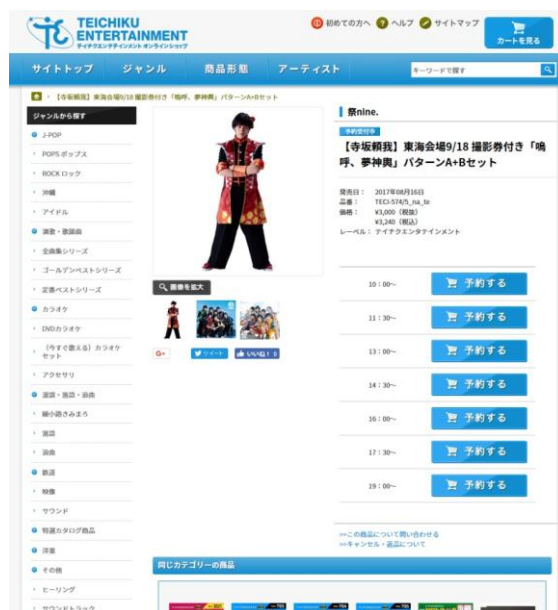 TEICHIKU
ENTERTAINMENT
テイチクエンタテインメント オンラインショップ
初めての方へ
ヘルプ
サイトマップ
カートを見る
サイトトップ
ジャンル
商品形態
アーティスト
キーワードで探す
【寺坂頼我】東海会場9/18 撮影券付き「嗚呼、夢神輿」パターンA+Bセット
ジャンルから探す
J-POP
POPS ポップス
ROCK ロック
沖縄
アイドル
演歌・歌謡曲
全曲集シリーズ
ゴールデンベストシリーズ
定番ベストシリーズ
カラオケ
DVDカラオケ
(今すぐ歌える) カラオケ
セット
アクセサリ
漫談・落語・浪曲
綾小路きみまろ
落語
浪曲
鉄道
映像
サウンド
特選カタログ商品
洋楽
その他
ヒーリング
サウンドトラック
画像を拡大
G+
ツイート
いいね! 0
祭nine.
予約受付中
【寺坂頼我】東海会場9/18 撮影券付き「嗚
呼、夢神輿」パターンA+Bセット
発売日: 2017年08月16日
品番: TECI-574/5_na_te
価格: ¥3,000 (税抜)
¥3,240 (税込)
レーベル: テイチクエンタテインメント
10:00~ 予約する
11:30~ 予約する
13:00~ 予約する
14:30~ 予約する
16:00~ 予約する
17:30~ 予約する
19:00~ 予約する
>>この商品について問い合わせる
>>キャンセル・返品について
同じカテゴリーの商品